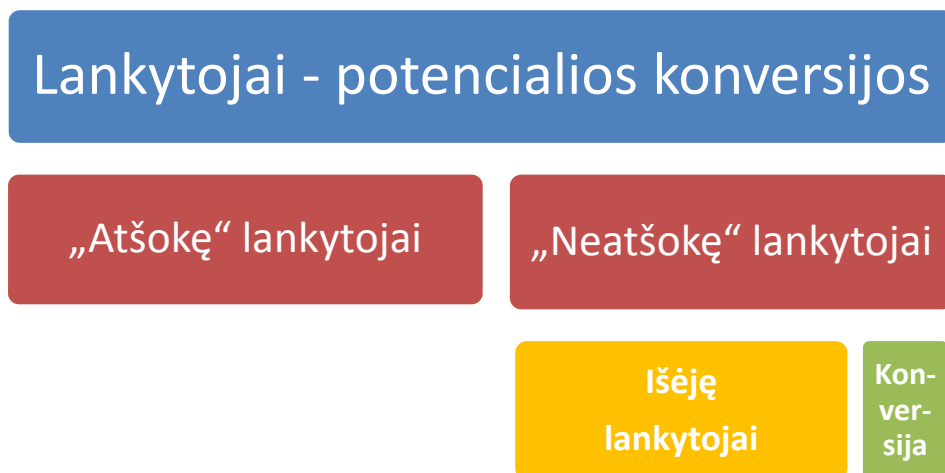 Lankytojai - potencialios konversijos
„Atšokę“ lankytojai
„Neatšokę“ lankytojai
Išėję
lankytojai
Kon-
ver-
sija